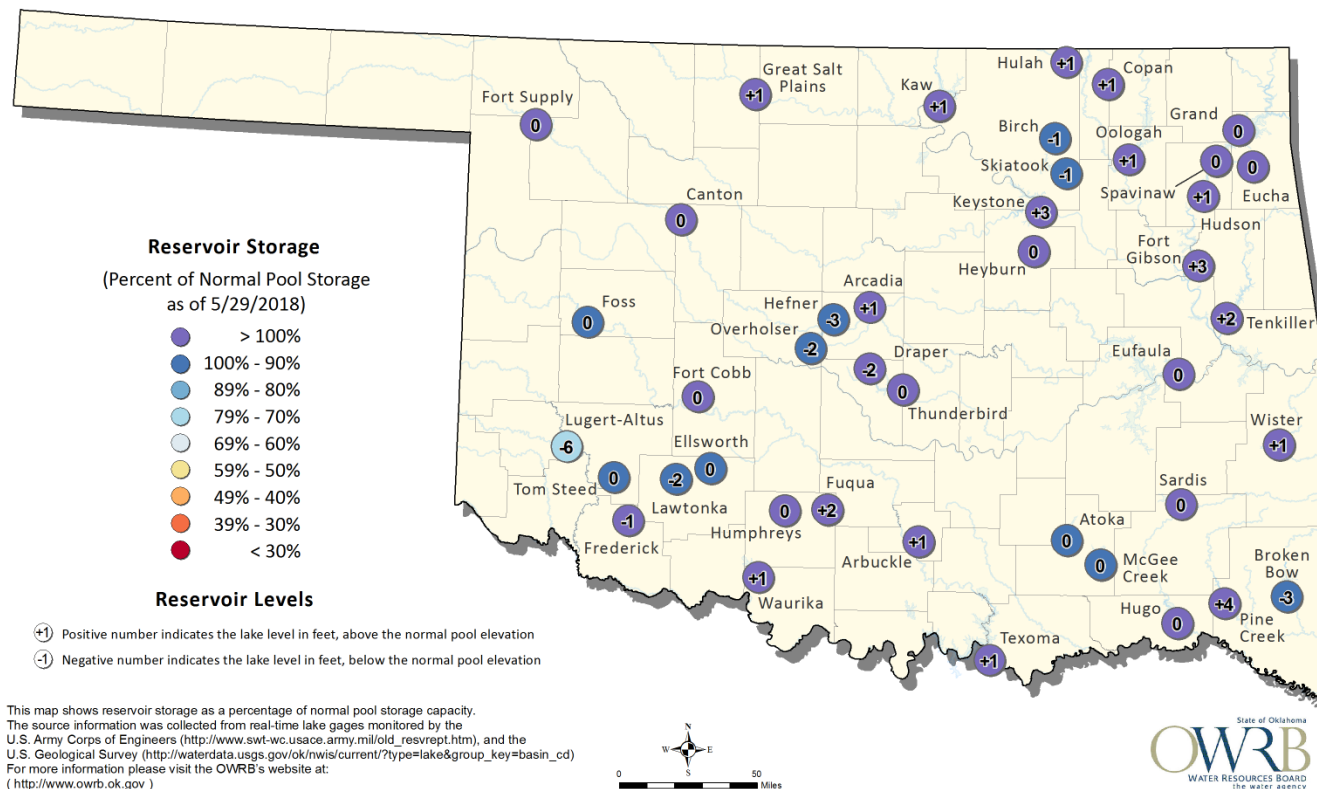 Hulah
+1
Copan
+1
Great Salt
Plains
+1
Kaw
+1
Fort Supply
0
Grand
0
Birch
-1
Oologah
+1
Skiatook
-1
Spavinaw
0
0
Eucha
Canton
0
Keystone
+3
+1
Hudson
Heyburn
0
Fort
Gibson
+3
Reservoir Storage
(Percent of Normal Pool Storage
as of 5/29/2018)
> 100%
100% - 90%
89% - 80%
79% - 70%
69% - 60%
59% - 50%
49% - 40%
39% - 30%
< 30%
Foss
0
Arcadia
+1
Hefner
-3
Overholser
-2
+2
Tenkiller
Draper
-2
Eufaula
0
Fort Cobb
0
0
Thunderbird
Lugert-Altus
-6
Wister
+1
Ellsworth
0
Tom Steed
0
-2
Lawtonka
Sardis
0
Fuqua
+2
0
Humphreys
-1
Frederick
Atoka
0
+1
Arbuckle
0
McGee
Creek
Broken
Bow
-3
+1
Waurika
Hugo
0
+4
Pine
Creek
Texoma
+1
Reservoir Levels
+1 Positive number indicates the lake level in feet, above the normal pool elevation
-1 Negative number indicates the lake level in feet, below the normal pool elevation
This map shows reservoir storage as a percentage of normal pool storage capacity.
The source information was collected from real-time lake gages monitored by the
U.S. Army Corps of Engineers (http://www.swt-wc.usace.army.mil/old_resvrept.htm), and the
U.S. Geological Survey (http://waterdata.usgs.gov/ok/nwis/current/?type=lake&group_key=basin_cd)
For more information please visit the OWRB's website at:
( http://www.owrb.ok.gov )
N
W E
S
0 50
Miles
State of Oklahoma
OWRB
WATER RESOURCES BOARD
the water agency